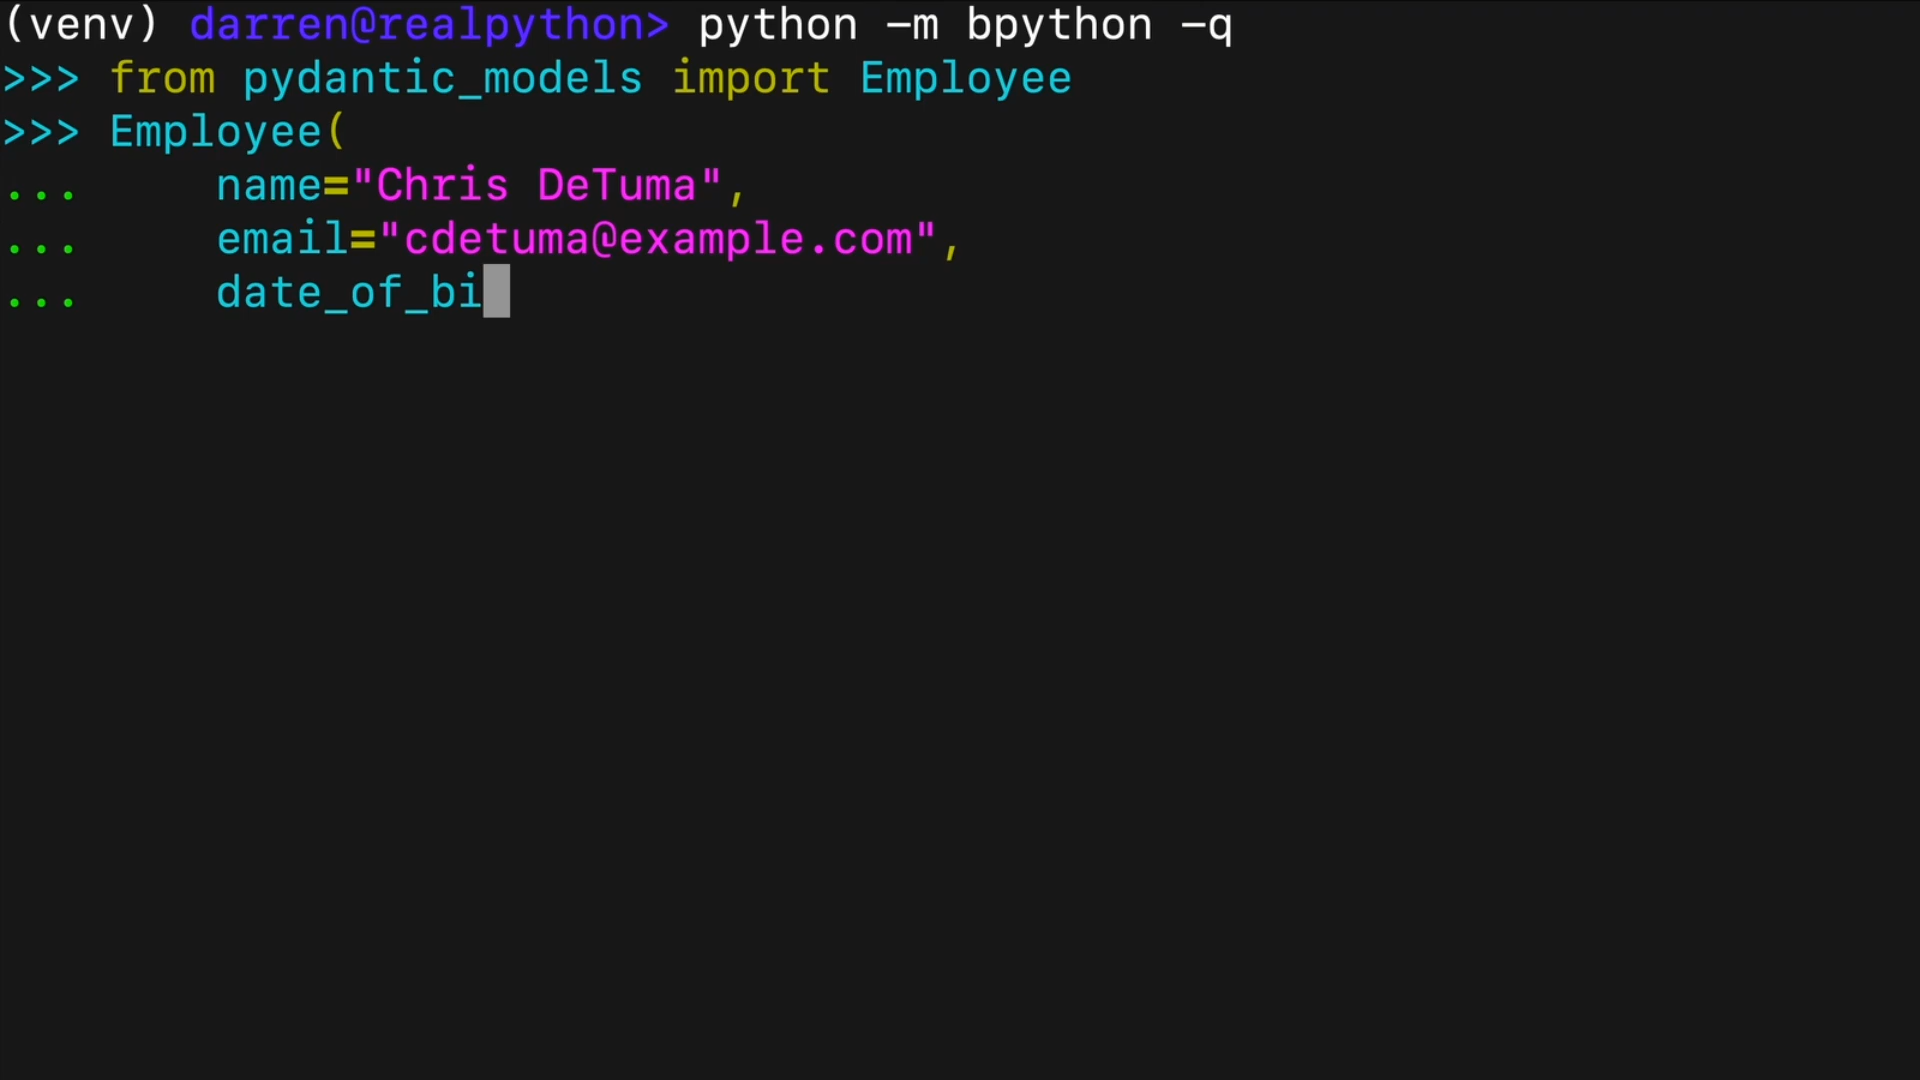 (venv) darren@realpython> python -m bpython -q
>>> from pydantic_models import Employee
>>> Employee(
...     name="Chris DeTuma",
...     email="cdetuma@example.com",
...     date_of_bi